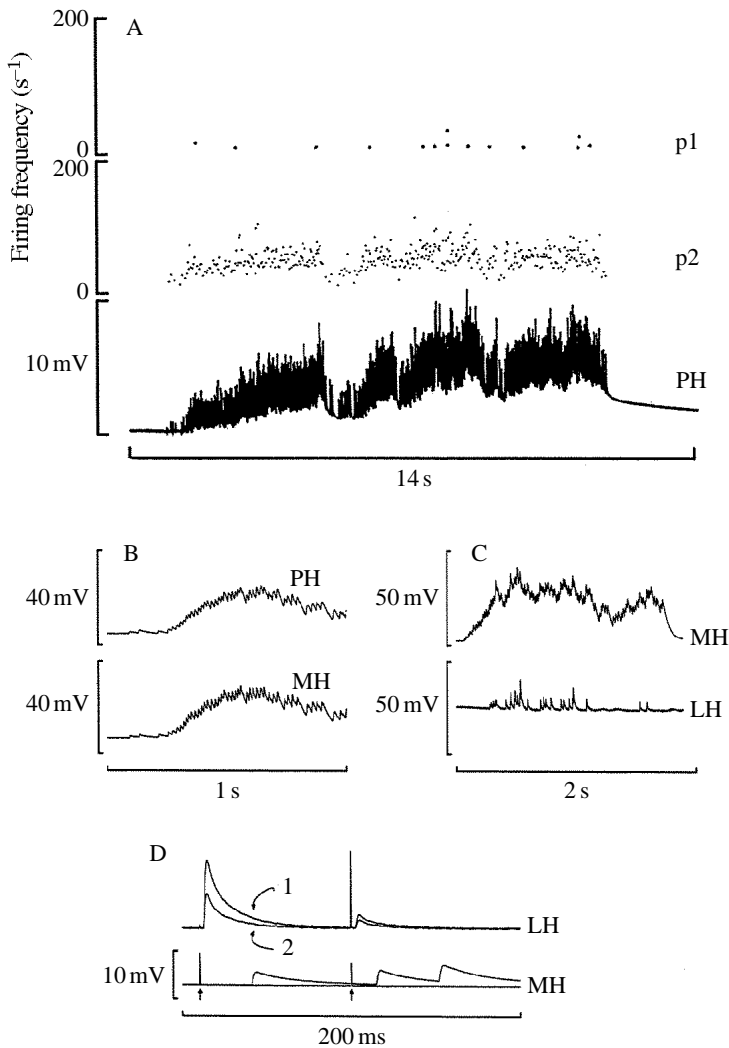 200
A
Firing frequency (s⁻¹)
0
p1
200
p2
0
10 mV
PH
14 s
B
PH
40 mV
MH
40 mV
1 s
C
50 mV
MH
50 mV
LH
2 s
D
1
2
LH
10 mV
MH
200 ms